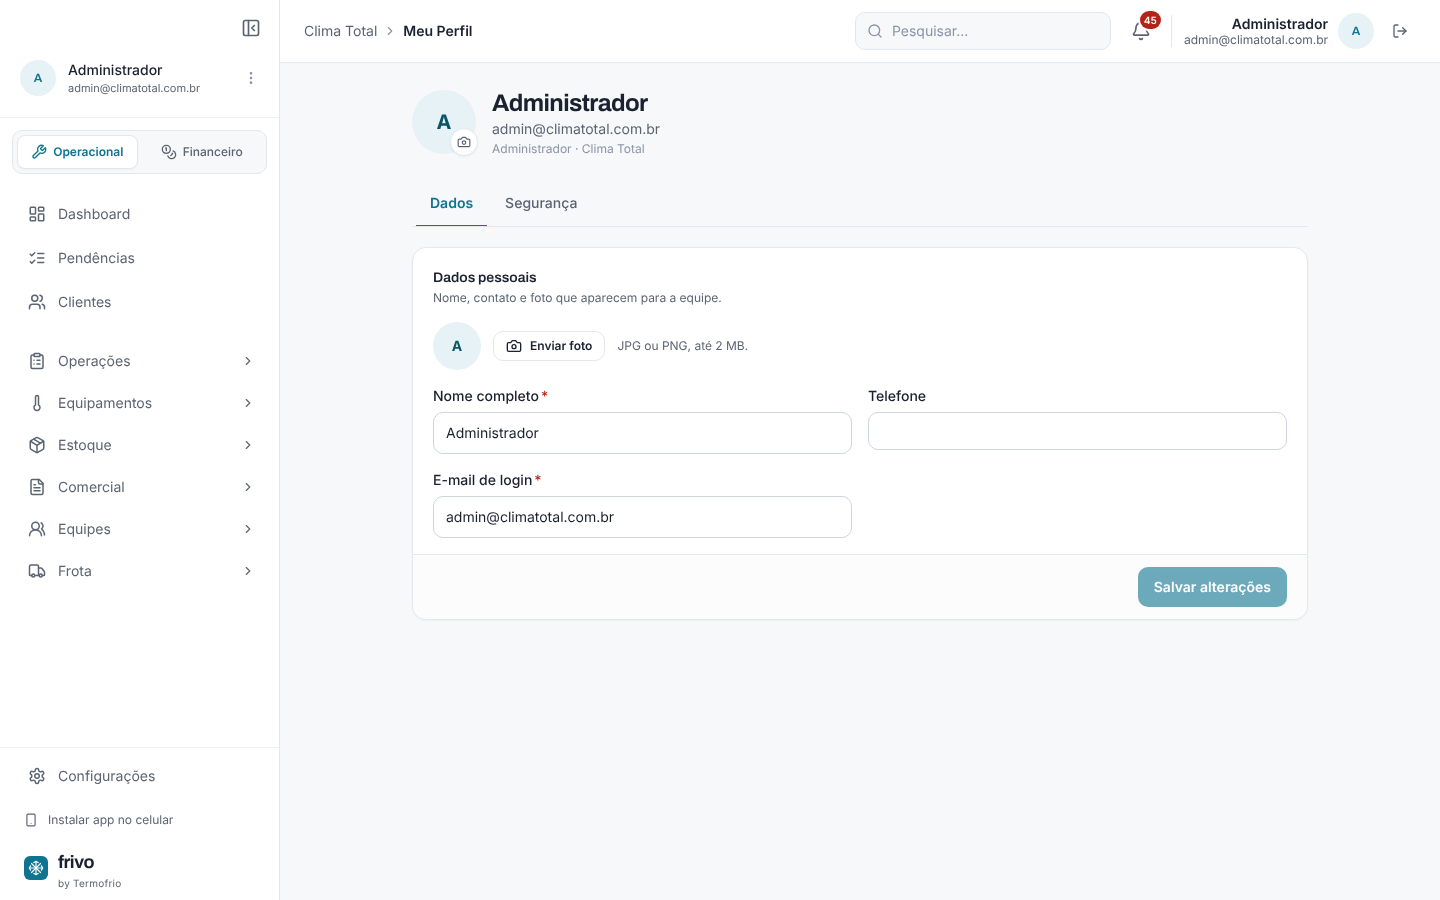 A
Administrador
admin@climatotal.com.br
Operacional
Financeiro
Dashboard
Pendências
Clientes
Operações
Equipamentos
Estoque
Comercial
Equipes
Frota
Configurações
Instalar app no celular
frivo
by Termofrio
Clima Total > Meu Perfil
Pesquisar...
45
Administrador
admin@climatotal.com.br
A
A
Administrador
admin@climatotal.com.br
Administrador · Clima Total
Dados
Segurança
Dados pessoais
Nome, contato e foto que aparecem para a equipe.
A
Enviar foto
JPG ou PNG, até 2 MB.
Nome completo*
Administrador
Telefone
E-mail de login*
admin@climatotal.com.br
Salvar alterações